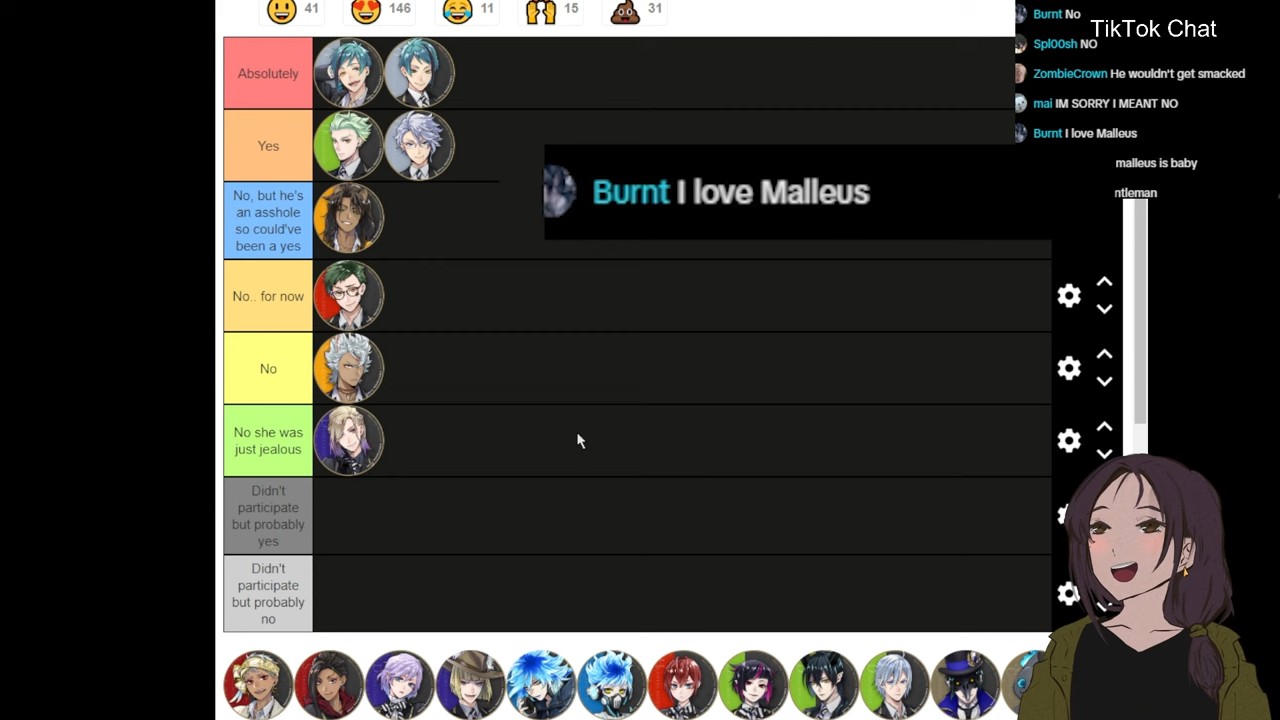 41
146
11
15
31
Burnt No
TikTok Chat
Spl00sh NO
ZombieCrown He wouldn't get smacked
mai IM SORRY I MEANT NO
Burnt I love Malleus
malleus is baby
ntleman
Burnt I love Malleus
Absolutely
Yes
No, but he's
an asshole
so could've
been a yes
No.. for now
No
No she was
just jealous
Didn't
participate
but probably
yes
Didn't
participate
but probably
no